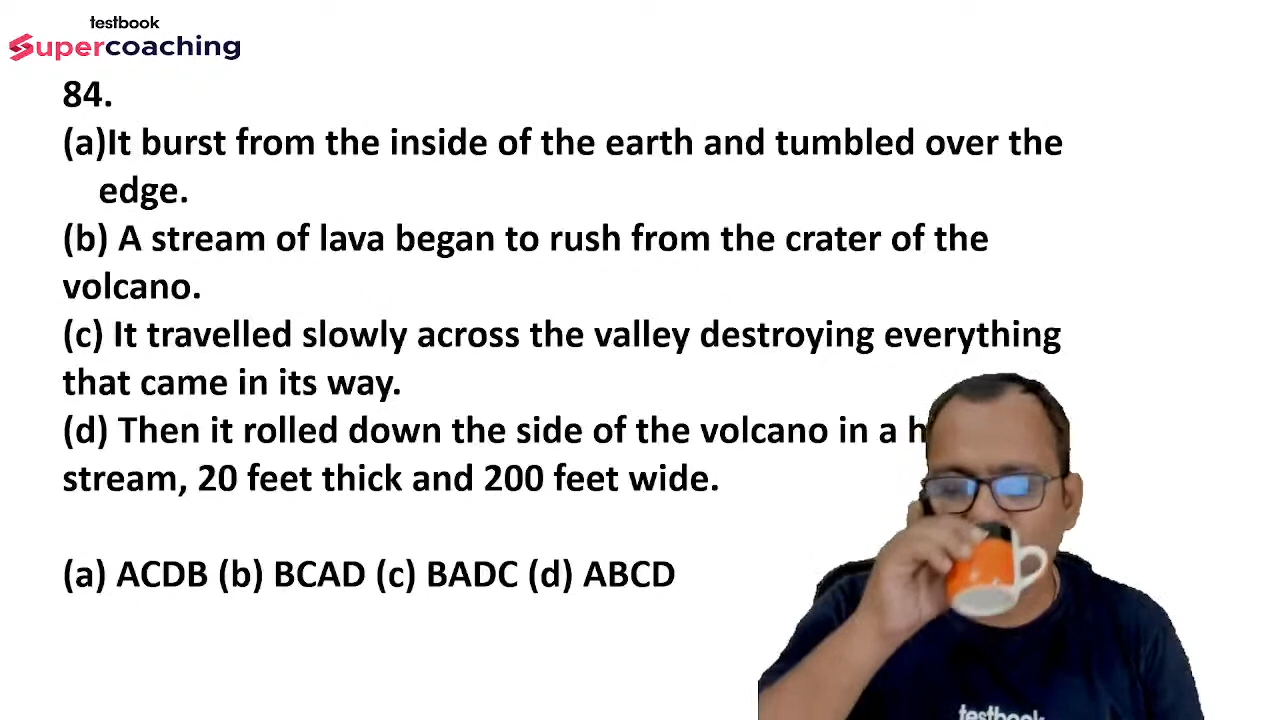 testbook
Supercoaching
84.
(a)It burst from the inside of the earth and tumbled over the
edge.
(b) A stream of lava began to rush from the crater of the
volcano.
(c) It travelled slowly across the valley destroying everything
that came in its way.
(d) Then it rolled down the side of the volcano in a
stream, 20 feet thick and 200 feet wide.
(a) ACDB (b) BCAD (c) BADC (d) ABCD
testbook